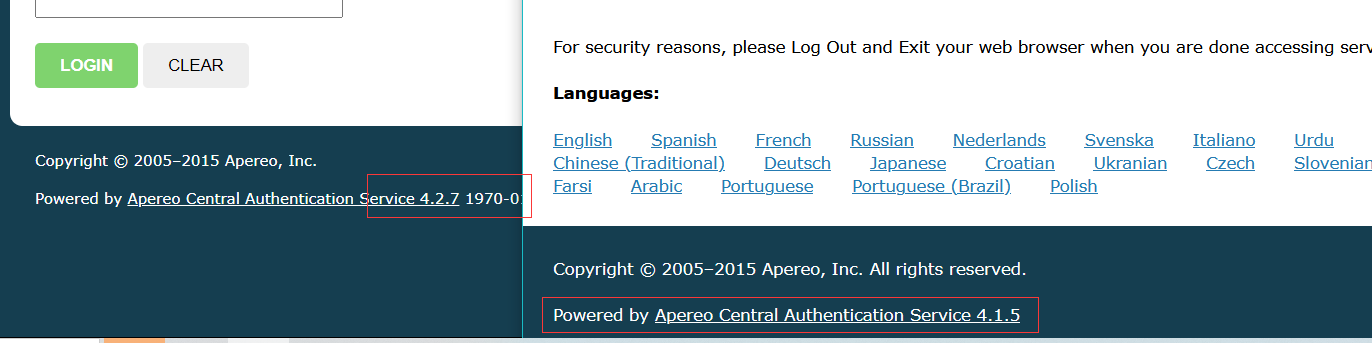 LOGIN CLEAR
Copyright © 2005–2015 Apereo, Inc.
Powered by Apereo Central Authentication Service 4.2.7 1970-0
For security reasons, please Log Out and Exit your web browser when you are done accessing serv
Languages:
English Spanish French Russian Nederlands Svenska Italiano Urdu
Chinese (Traditional) Deutsch Japanese Croatian Ukranian Czech Slovenian
Farsi Arabic Portuguese Portuguese (Brazil) Polish
Copyright © 2005–2015 Apereo, Inc. All rights reserved.
Powered by Apereo Central Authentication Service 4.1.5